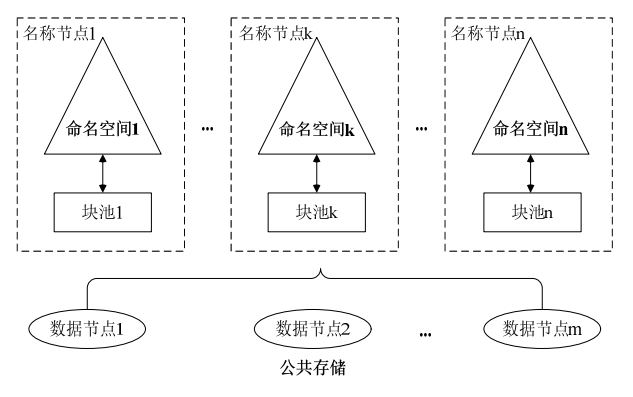 名称节点1
名称节点k
名称节点n
命名空间1
...
命名空间k
...
命名空间n
块池1
块池k
块池n
数据节点1
数据节点2
...
数据节点m
公共存储